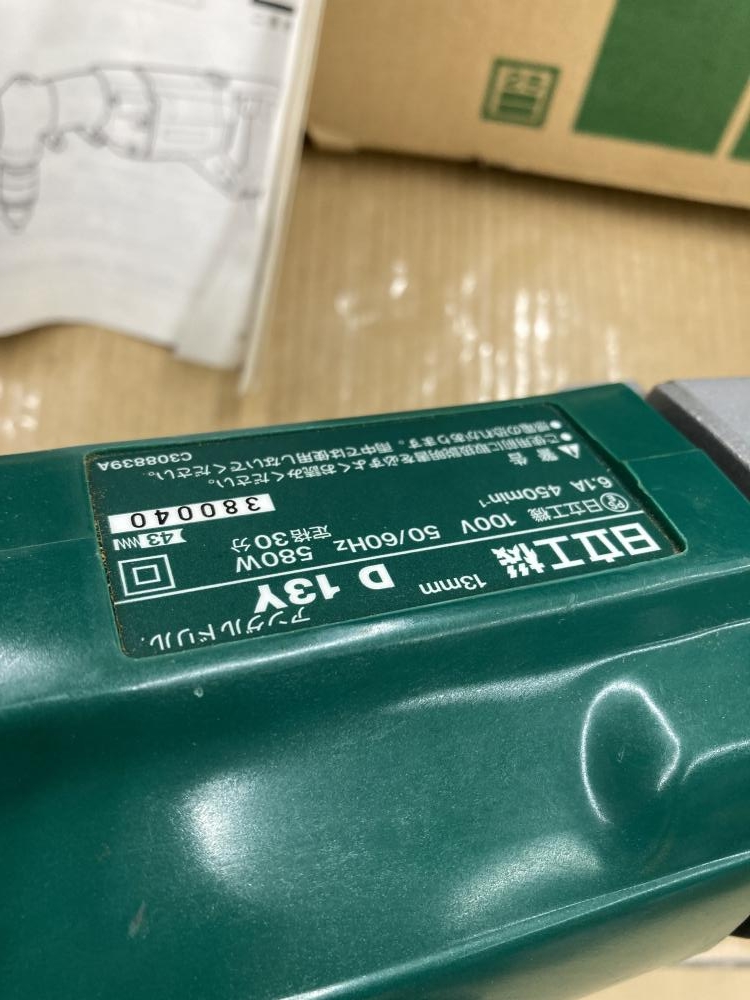 日立工機 13mm アングルドリル D 13Y
日立工機 100V 50/60Hz 580W
6.1A 450min⁻¹ 定格30分
43
380040
警告
●ご使用前に取扱説明書を必ずよくお読みください。
●感電の恐れがあります。雨中では使用しないでください。
C308839A